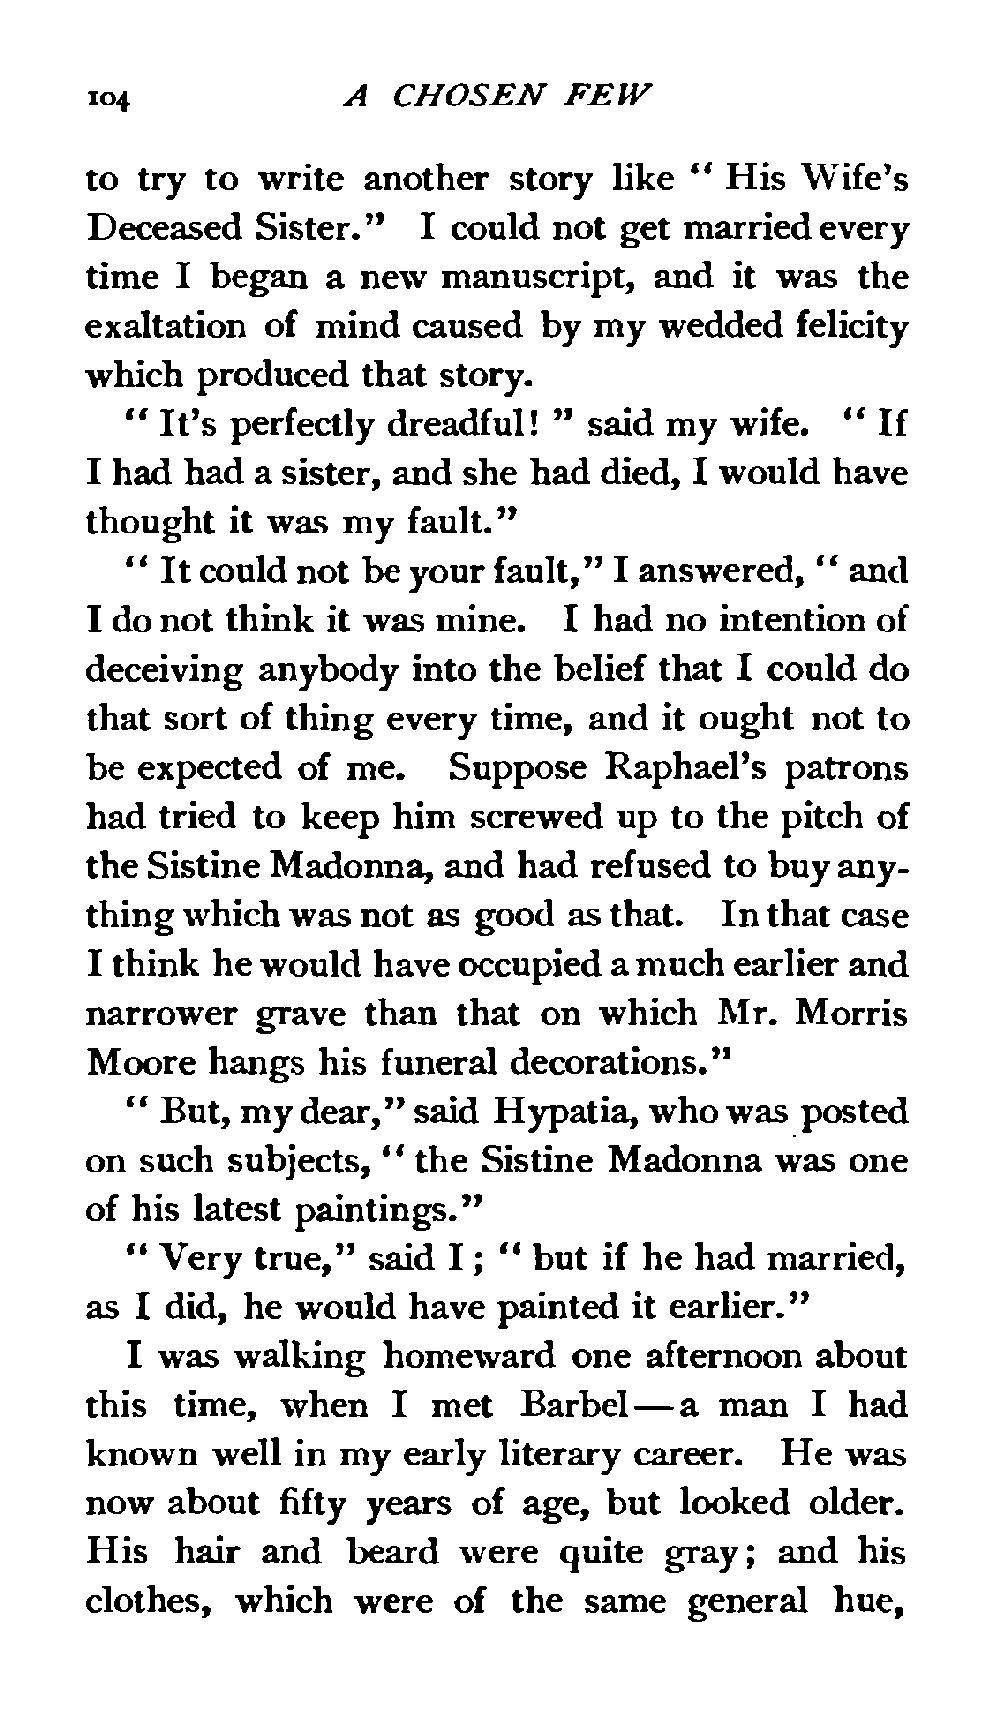 104 A CHOSEN FEW
to try to write another story like “ His Wife’s
Deceased Sister.” I could not get married every
time I began a new manuscript, and it was the
exaltation of mind caused by my wedded felicity
which produced that story.
“ It’s perfectly dreadful! ” said my wife. “ If
I had had a sister, and she had died, I would have
thought it was my fault.”
“ It could not be your fault,” I answered, “ and
I do not think it was mine. I had no intention of
deceiving anybody into the belief that I could do
that sort of thing every time, and it ought not to
be expected of me. Suppose Raphael’s patrons
had tried to keep him screwed up to the pitch of
the Sistine Madonna, and had refused to buy any-
thing which was not as good as that. In that case
I think he would have occupied a much earlier and
narrower grave than that on which Mr. Morris
Moore hangs his funeral decorations.”
“ But, my dear,” said Hypatia, who was posted
on such subjects, “ the Sistine Madonna was one
of his latest paintings.”
“ Very true,” said I ; “ but if he had married,
as I did, he would have painted it earlier.”
I was walking homeward one afternoon about
this time, when I met Barbel—a man I had
known well in my early literary career. He was
now about fifty years of age, but looked older.
His hair and beard were quite gray ; and his
clothes, which were of the same general hue,